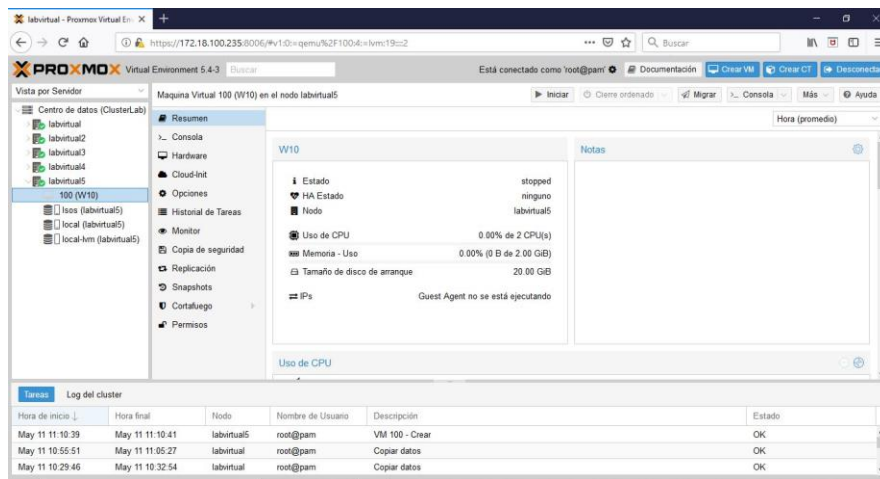 labvirtual - Proxmox Virtual En
https://172.18.100.235:8006/#v1:0:=qemu%2F100:4:=lvm:19::::2
Buscar
PROXMOX Virtual Environment 5.4-3 Buscar
Está conectado como 'root@pam' Documentación Crear VM Crear CT Desconecta
Vista por Servidor
Maquina Virtual 100 (W10) en el nodo labvirtual5
Iniciar Cierre ordenado Migrar Consola Más Ayuda
Centro de datos (ClusterLab)
labvirtual
labvirtual2
labvirtual3
labvirtual4
labvirtual5
100 (W10)
Isos (labvirtual5)
local (labvirtual5)
local-lvm (labvirtual5)
Resumen
Consola
Hardware
Cloud-Init
Opciones
Historial de Tareas
Monitor
Copia de seguridad
Replicación
Snapshots
Cortafuego
Permisos
Hora (promedio)
W10
Estado stopped
HA Estado ninguno
Nodo labvirtual5
Uso de CPU 0.00% de 2 CPU(s)
Memoria - Uso 0.00% (0 B de 2.00 GiB)
Tamaño de disco de arranque 20.00 GiB
IPs Guest Agent no se está ejecutando
Notas
Uso de CPU
Tareas Log del cluster
Hora de inicio Hora final Nodo Nombre de Usuario Descripción Estado
May 11 11:10:39 May 11 11:10:41 labvirtual5 root@pam VM 100 - Crear OK
May 11 10:55:51 May 11 11:05:27 labvirtual root@pam Copiar datos OK
May 11 10:29:46 May 11 10:32:54 labvirtual root@pam Copiar datos OK